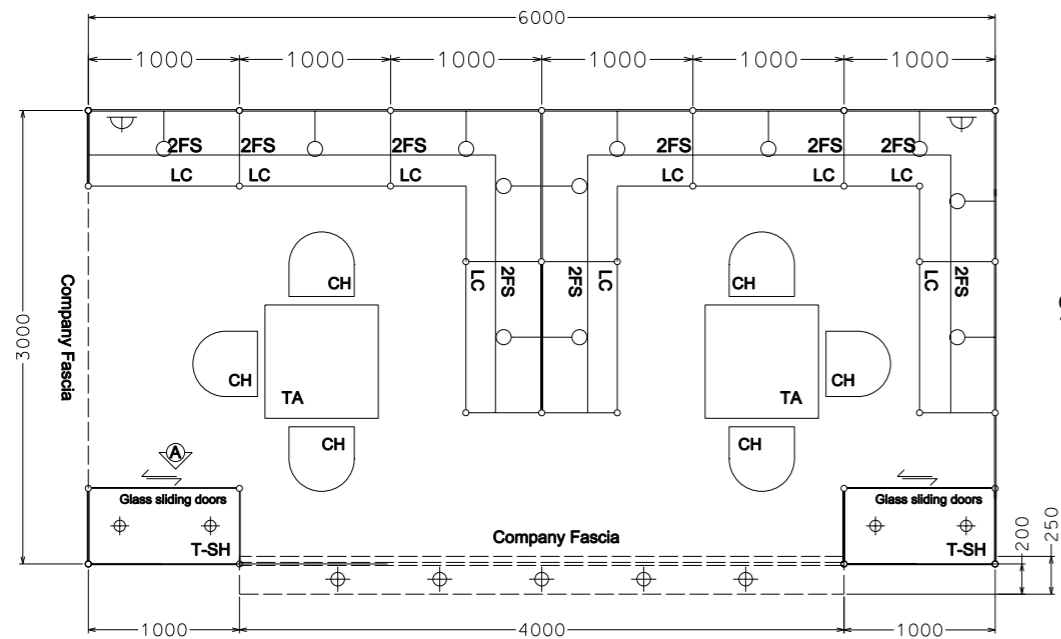 6000
1000 1000 1000 1000 1000 1000
2FS 2FS 2FS 2FS 2FS 2FS
LC LC LC LC LC LC
LC 2FS 2FS LC LC 2FS
CH CH
Company Fascia
3000
CH TA TA CH
CH CH
A
Glass sliding doors Glass sliding doors
T-SH T-SH
Company Fascia
200
250
1000 4000 1000